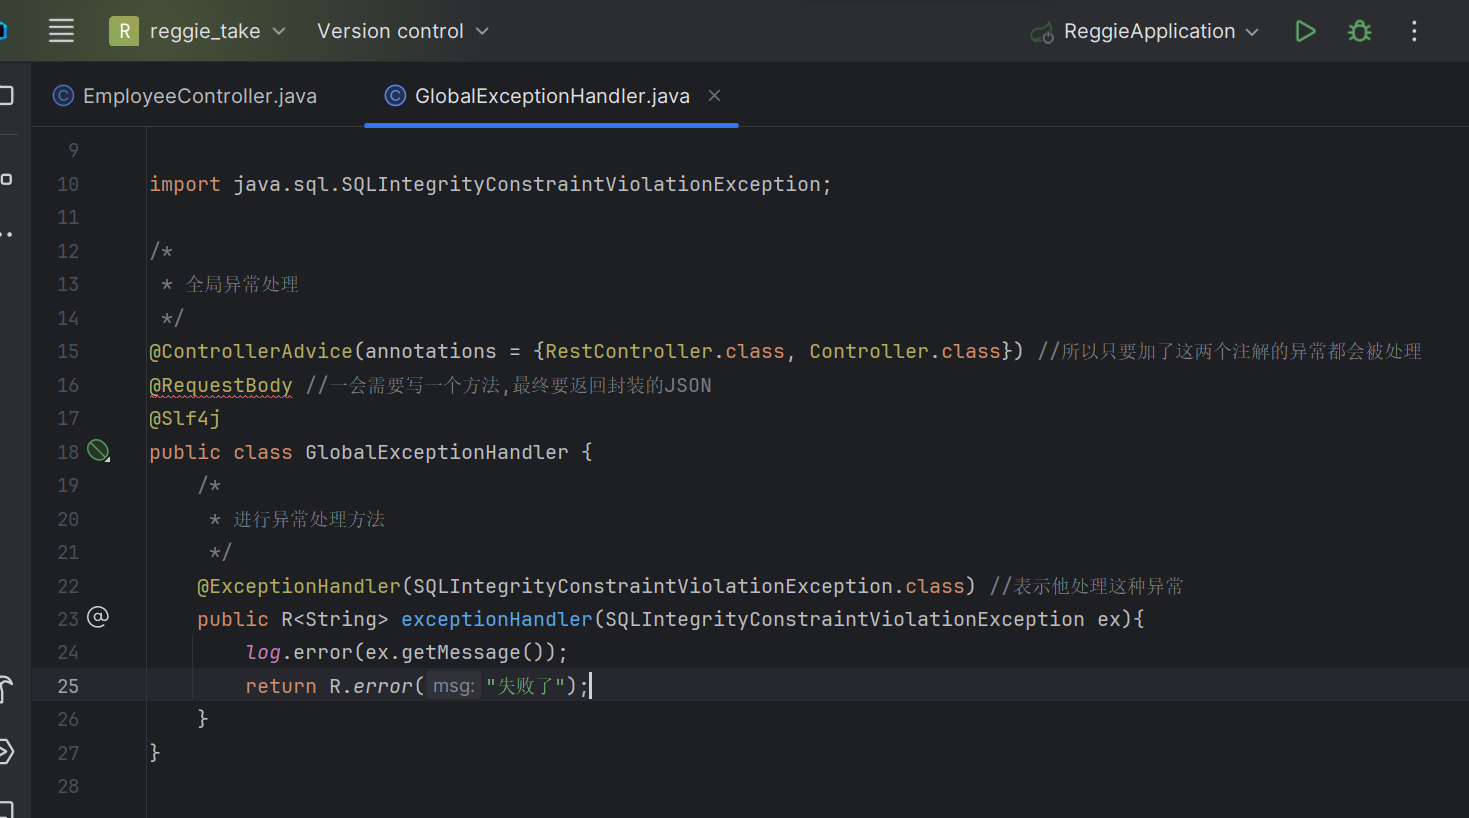 R reggie_take Version control ReggieApplication
EmployeeController.java GlobalExceptionHandler.java
9
10 import java.sql.SQLIntegrityConstraintViolationException;
11
12 /*
13 * 全局异常处理
14 */
15 @ControllerAdvice(annotations = {RestController.class, Controller.class}) //所以只要加了这两个注解的异常都会被处理
16 @RequestBody //一会需要写一个方法,最终要返回封装的JSON
17 @Slf4j
18 public class GlobalExceptionHandler {
19 /*
20 * 进行异常处理方法
21 */
22 @ExceptionHandler(SQLIntegrityConstraintViolationException.class) //表示他处理这种异常
23 public R<String> exceptionHandler(SQLIntegrityConstraintViolationException ex){
24 log.error(ex.getMessage());
25 return R.error( msg: "失败了");
26 }
27 }
28